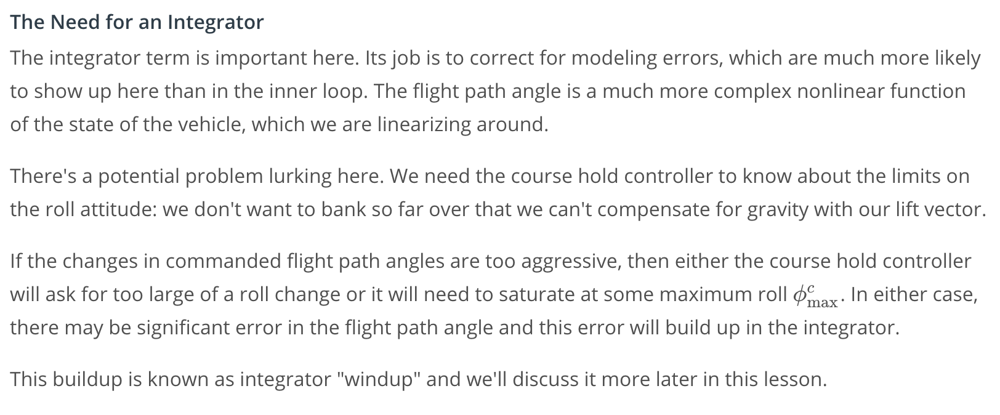 The Need for an Integrator
The integrator term is important here. Its job is to correct for modeling errors, which are much more likely
to show up here than in the inner loop. The flight path angle is a much more complex nonlinear function
of the state of the vehicle, which we are linearizing around.
There's a potential problem lurking here. We need the course hold controller to know about the limits on
the roll attitude: we don't want to bank so far over that we can't compensate for gravity with our lift vector.
If the changes in commanded flight path angles are too aggressive, then either the course hold controller
will ask for too large of a roll change or it will need to saturate at some maximum roll $\phi^c_{\max}$. In either case,
there may be significant error in the flight path angle and this error will build up in the integrator.
This buildup is known as integrator "windup" and we'll discuss it more later in this lesson.